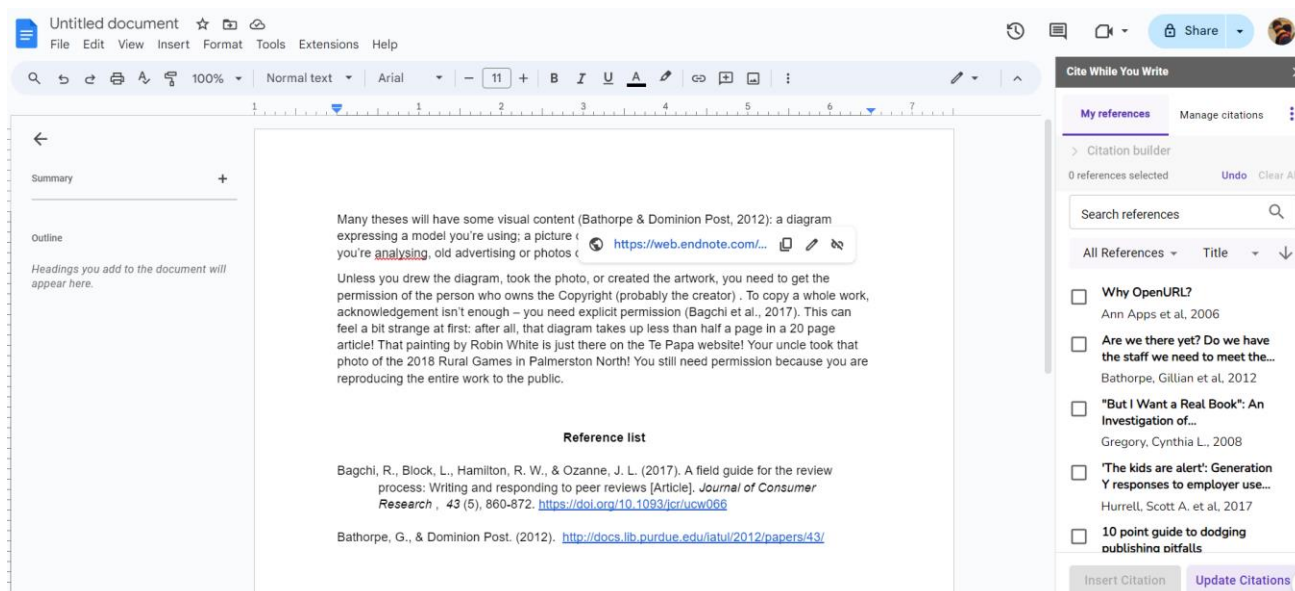 Untitled document
File Edit View Insert Format Tools Extensions Help
Share
100% Normal text Arial 11 B I U A
1 1 2 3 4 5 6 7
Summary
Outline
Headings you add to the document will
appear here.
Many theses will have some visual content (Bathorpe & Dominion Post, 2012): a diagram
expressing a model you're using; a picture
you're analysing, old advertising or photos
https://web.endnote.com/...
Unless you drew the diagram, took the photo, or created the artwork, you need to get the
permission of the person who owns the Copyright (probably the creator) . To copy a whole work,
acknowledgement isn't enough – you need explicit permission (Bagchi et al., 2017). This can
feel a bit strange at first: after all, that diagram takes up less than half a page in a 20 page
article! That painting by Robin White is just there on the Te Papa website! Your uncle took that
photo of the 2018 Rural Games in Palmerston North! You still need permission because you are
reproducing the entire work to the public.
Reference list
Bagchi, R., Block, L., Hamilton, R. W., & Ozanne, J. L. (2017). A field guide for the review
process: Writing and responding to peer reviews [Article]. Journal of Consumer
Research , 43 (5), 860-872. https://doi.org/10.1093/jcr/ucw066
Bathorpe, G., & Dominion Post. (2012). http://docs.lib.purdue.edu/iatul/2012/papers/43/
Cite While You Write
My references Manage citations
Citation builder
0 references selected Undo Clear
Search references
All References Title
Why OpenURL?
Ann Apps et al, 2006
Are we there yet? Do we have
the staff we need to meet the...
Bathorpe, Gillian et al, 2012
"But I Want a Real Book": An
Investigation of...
Gregory, Cynthia L., 2008
'The kids are alert': Generation
Y responses to employer use...
Hurrell, Scott A. et al, 2017
10 point guide to dodging
publishing pitfalls
Insert Citation Update Citations